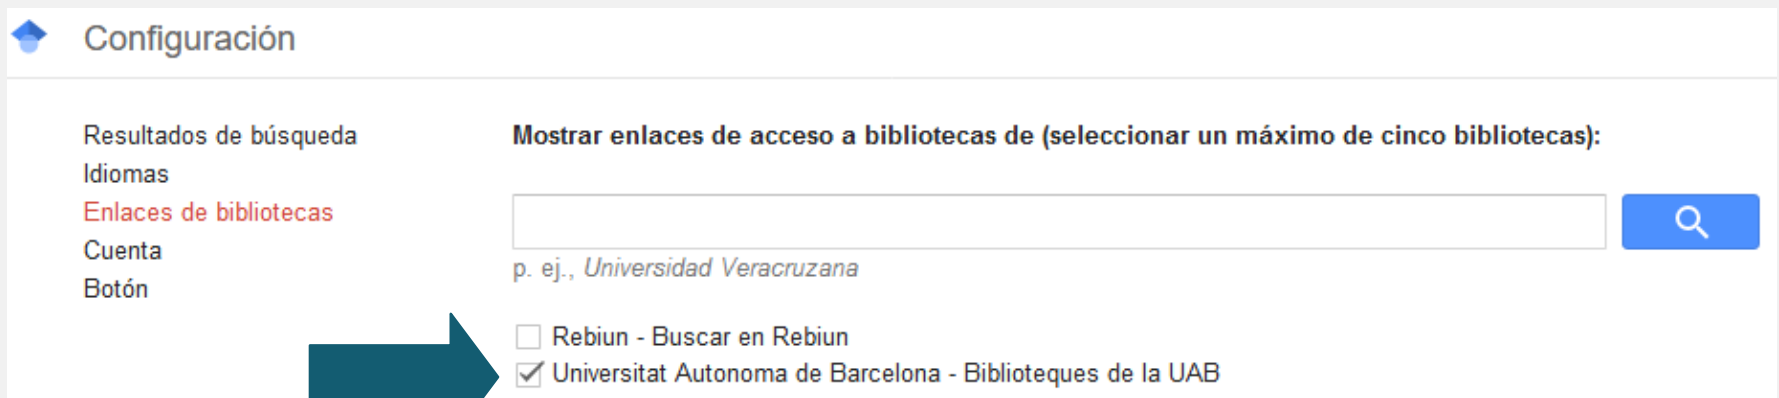 Configuración
Resultados de búsqueda
Idiomas
Enlaces de bibliotecas
Cuenta
Botón
Mostrar enlaces de acceso a bibliotecas de (seleccionar un máximo de cinco bibliotecas):
p. ej., Universidad Veracruzana
Rebiun - Buscar en Rebiun
Universitat Autonoma de Barcelona - Biblioteques de la UAB